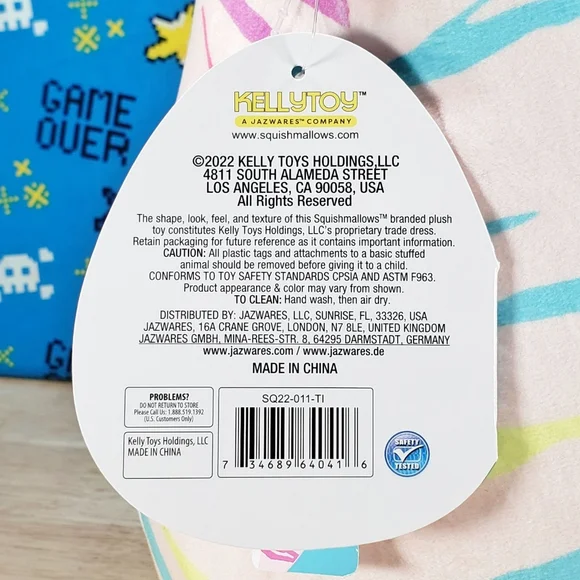 GAME
OVER
KELLYTOY™
A JAZWARES™ COMPANY
www.squishmallows.com
©2022 KELLY TOYS HOLDINGS,LLC
4811 SOUTH ALAMEDA STREET
LOS ANGELES, CA 90058, USA
All Rights Reserved
The shape, look, feel, and texture of this Squishmallows™ branded plush
toy constitutes Kelly Toys Holdings, LLC's proprietary trade dress.
Retain packaging for future reference as it contains important information.
CAUTION: All plastic tags and attachments to a basic stuffed
animal should be removed before giving it to a child.
CONFORMS TO TOY SAFETY STANDARDS CPSIA AND ASTM F963.
Product appearance & color may vary from shown.
TO CLEAN: Hand wash, then air dry.
DISTRIBUTED BY: JAZWARES, LLC, SUNRISE, FL, 33326, USA
JAZWARES, 16A CRANE GROVE, LONDON, N7 8LE, UNITED KINGDOM
JAZWARES GMBH, MINA-REES-STR. 8, 64295 DARMSTADT, GERMANY
www.jazwares.com / www.jazwares.de
MADE IN CHINA
PROBLEMS?
DO NOT RETURN TO STORE
Please Call Us: 1.888.519.1392
(U.S. Customers Only)
Kelly Toys Holdings, LLC
MADE IN CHINA
SQ22-011-TI
7 34689 64041 6
SAFETY
TESTED
GA
OV